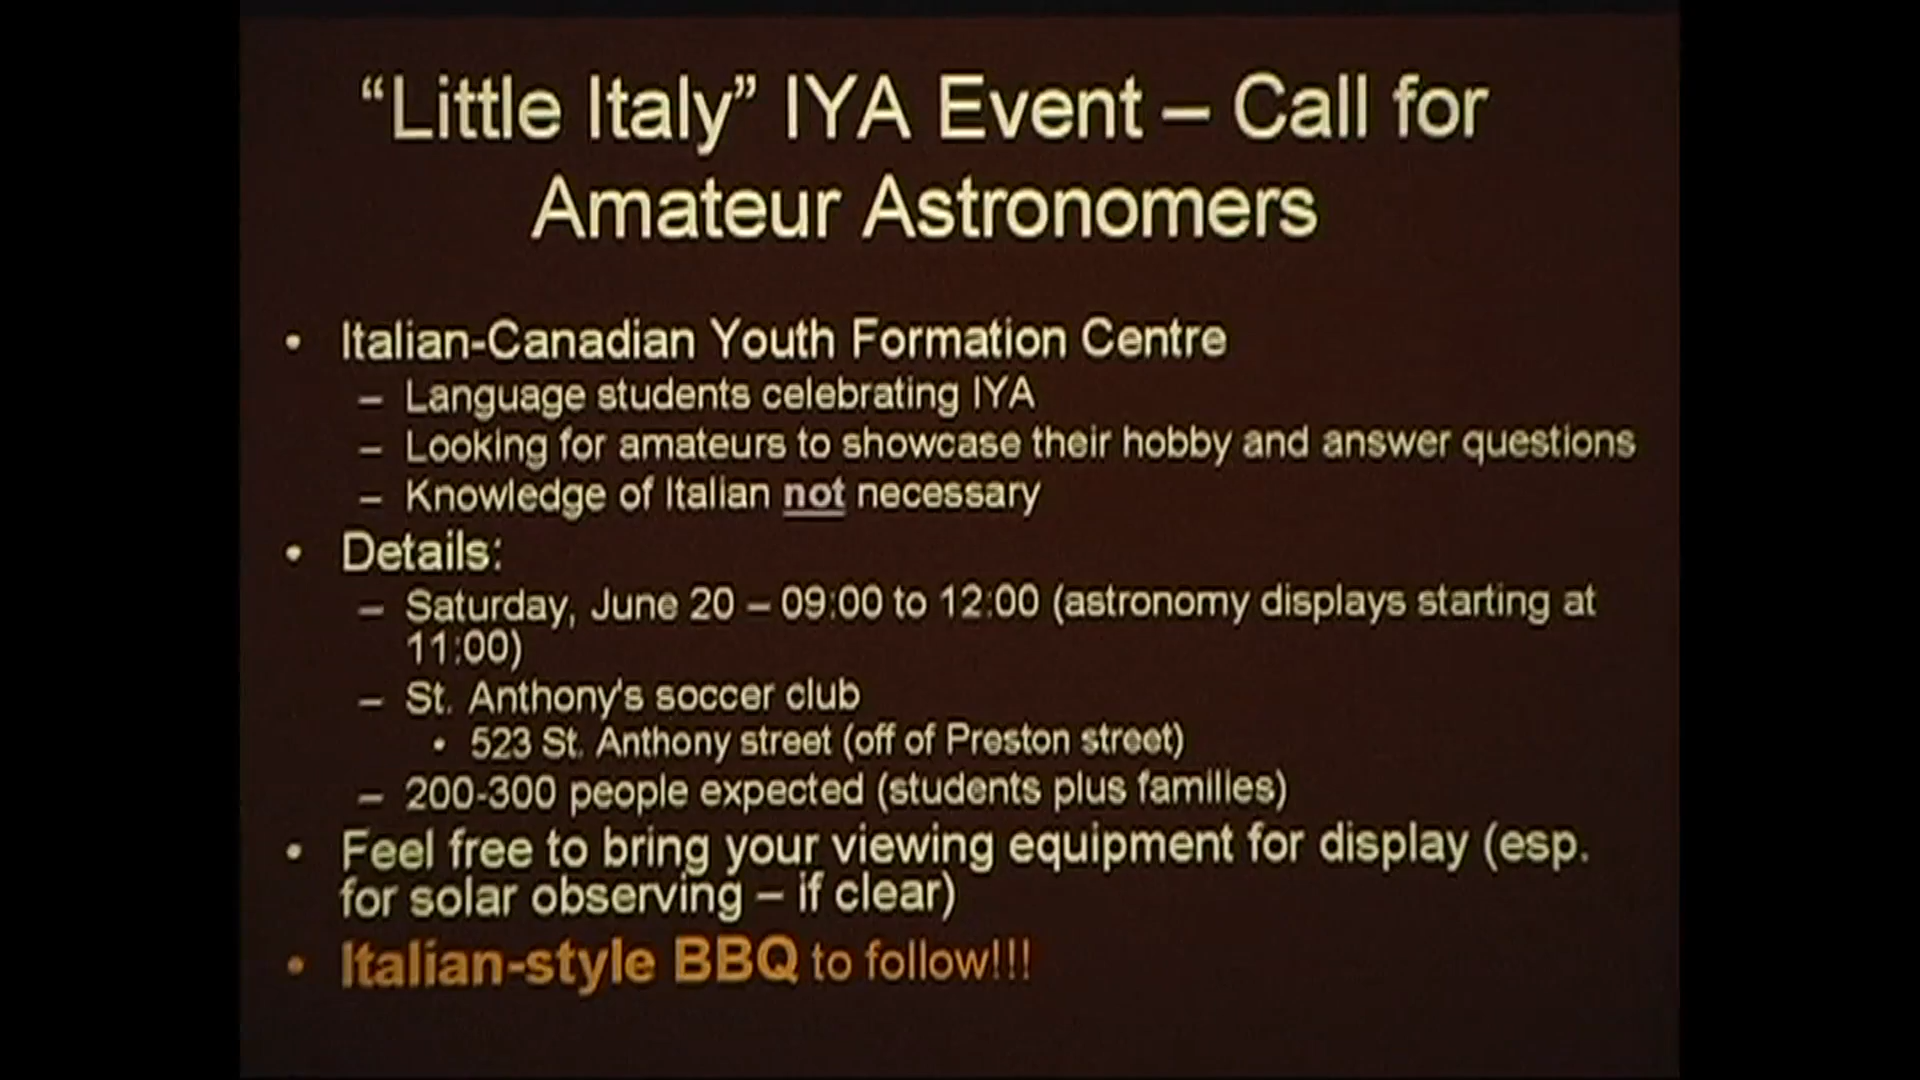 “Little Italy” IYA Event – Call for
Amateur Astronomers
• Italian-Canadian Youth Formation Centre
– Language students celebrating IYA
– Looking for amateurs to showcase their hobby and answer questions
– Knowledge of Italian not necessary
• Details:
– Saturday, June 20 – 09:00 to 12:00 (astronomy displays starting at
11:00)
– St. Anthony's soccer club
• 523 St. Anthony street (off of Preston street)
– 200-300 people expected (students plus families)
• Feel free to bring your viewing equipment for display (esp.
for solar observing – if clear)
• Italian-style BBQ to follow!!!